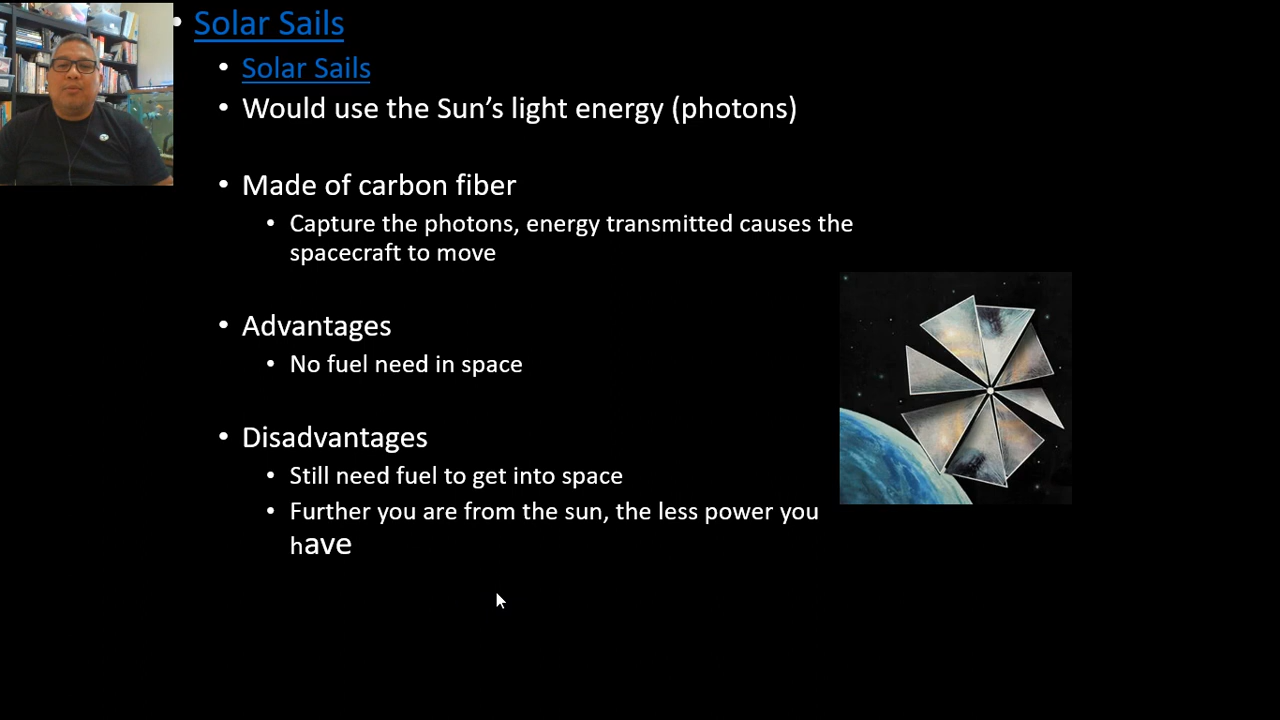 Solar Sails
Solar Sails
Would use the Sun’s light energy (photons)
Made of carbon fiber
Capture the photons, energy transmitted causes the
spacecraft to move
Advantages
No fuel need in space
Disadvantages
Still need fuel to get into space
Further you are from the sun, the less power you
have